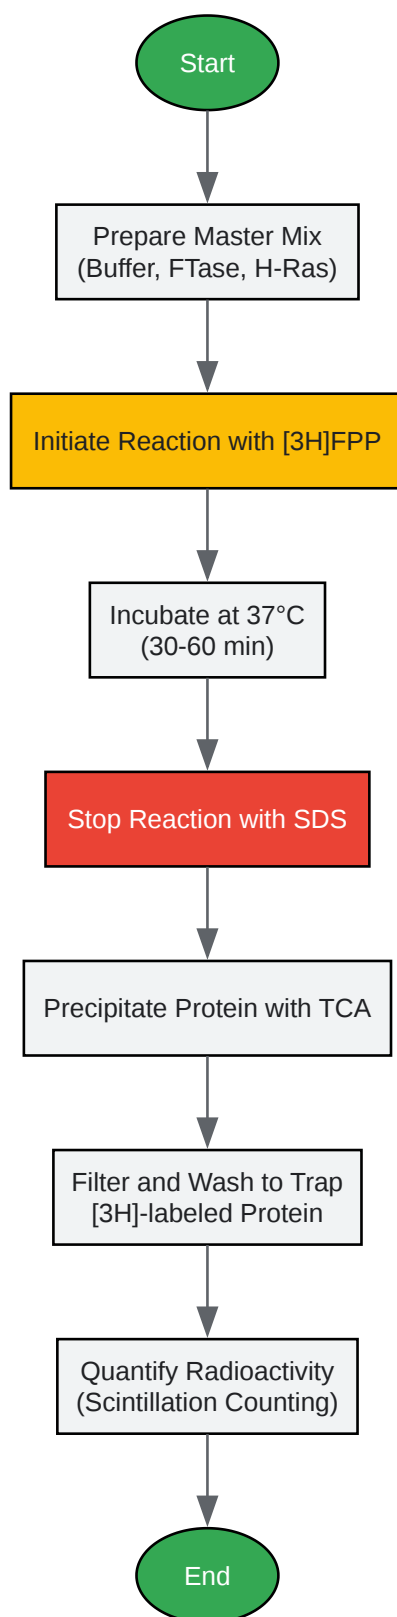 Start
Prepare Master Mix
(Buffer, FTase, H-Ras)
Initiate Reaction with [3H]FPP
Incubate at 37°C
(30-60 min)
Stop Reaction with SDS
Precipitate Protein with TCA
Filter and Wash to Trap
[3H]-labeled Protein
Quantify Radioactivity
(Scintillation Counting)
End